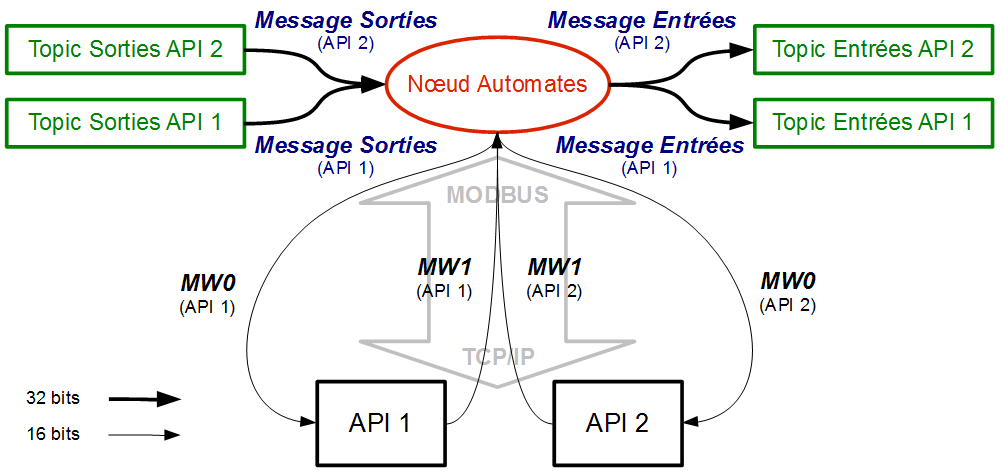 Message Sorties
(API 2)
Message Entrées
(API 2)
Topic Sorties API 2
Nœud Automates
Topic Entrées API 2
Topic Sorties API 1
Topic Entrées API 1
Message Sorties
(API 1)
Message Entrées
(API 1)
MODBUS
MW0
(API 1)
MW1
(API 1)
MW1
(API 2)
MW0
(API 2)
TCP/IP
32 bits
16 bits
API 1
API 2